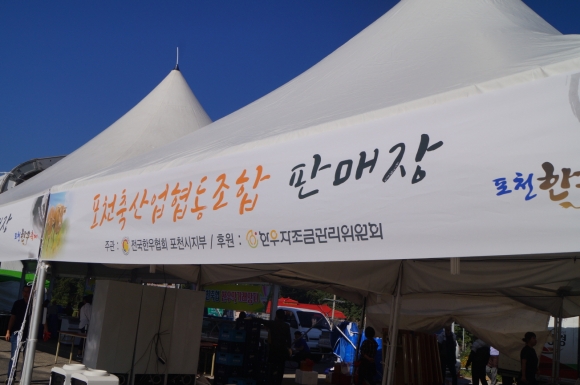 포천축산업협동조합 판매장
주관 : 전국한우협회 포천시지부 / 후원 : 한우자조금관리위원회
포천